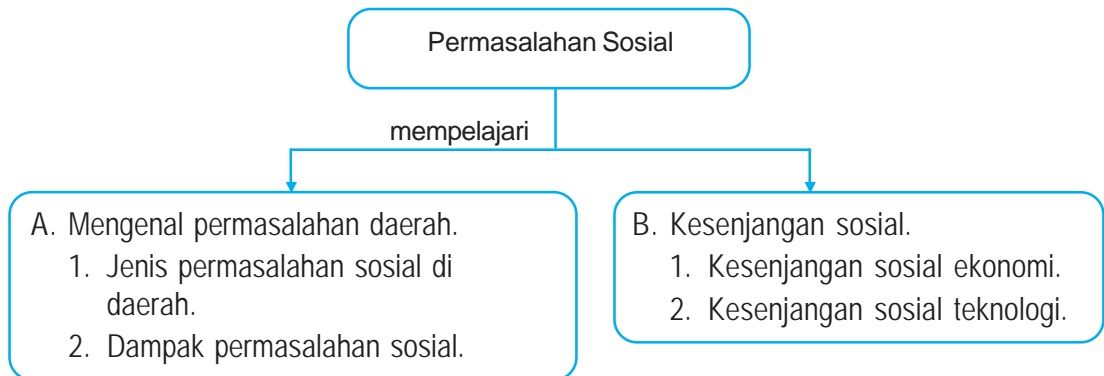 Permasalahan Sosial
mempelajari
A. Mengenal permasalahan daerah.
1. Jenis permasalahan sosial di
daerah.
2. Dampak permasalahan sosial.
B. Kesenjangan sosial.
1. Kesenjangan sosial ekonomi.
2. Kesenjangan sosial teknologi.